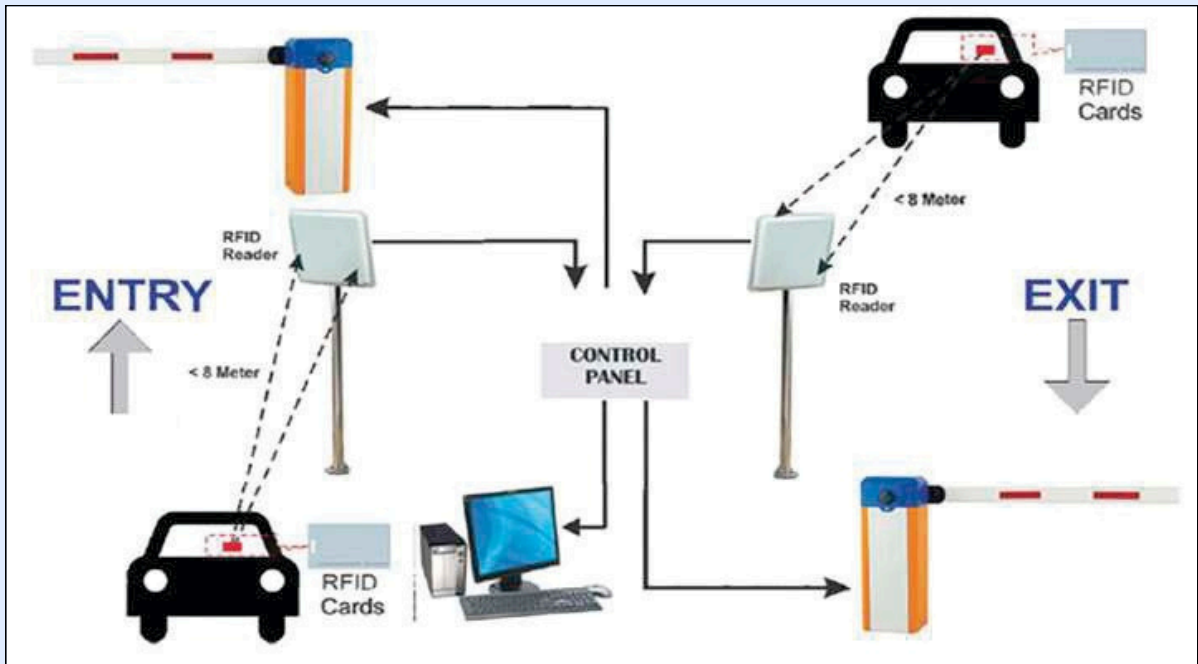 RFID
Cards
< 8 Meter
RFID
Reader
ENTRY
RFID
Reader
EXIT
CONTROL
PANEL
< 8 Meter
RFID
Cards